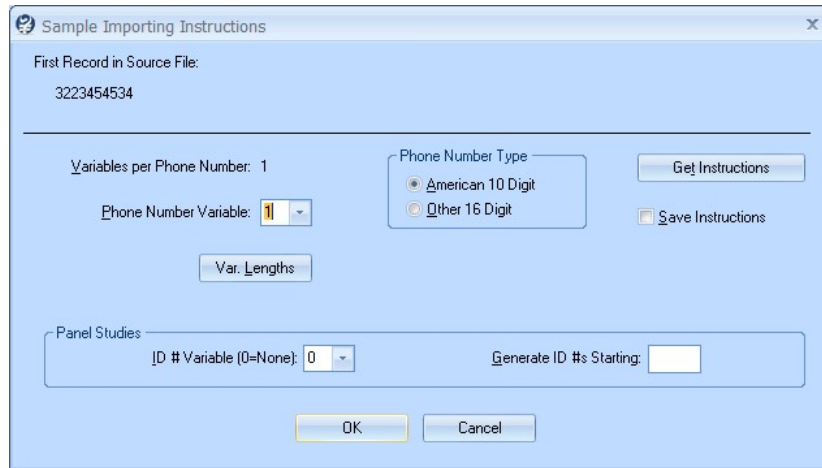 Sample Importing Instructions
First Record in Source File:
3223454534
Variables per Phone Number: 1
Phone Number Variable: 1
Var. Lengths
Phone Number Type
American 10 Digit
Other 16 Digit
Get Instructions
Save Instructions
Panel Studies
ID # Variable (0=None): 0
Generate ID #s Starting:
OK
Cancel